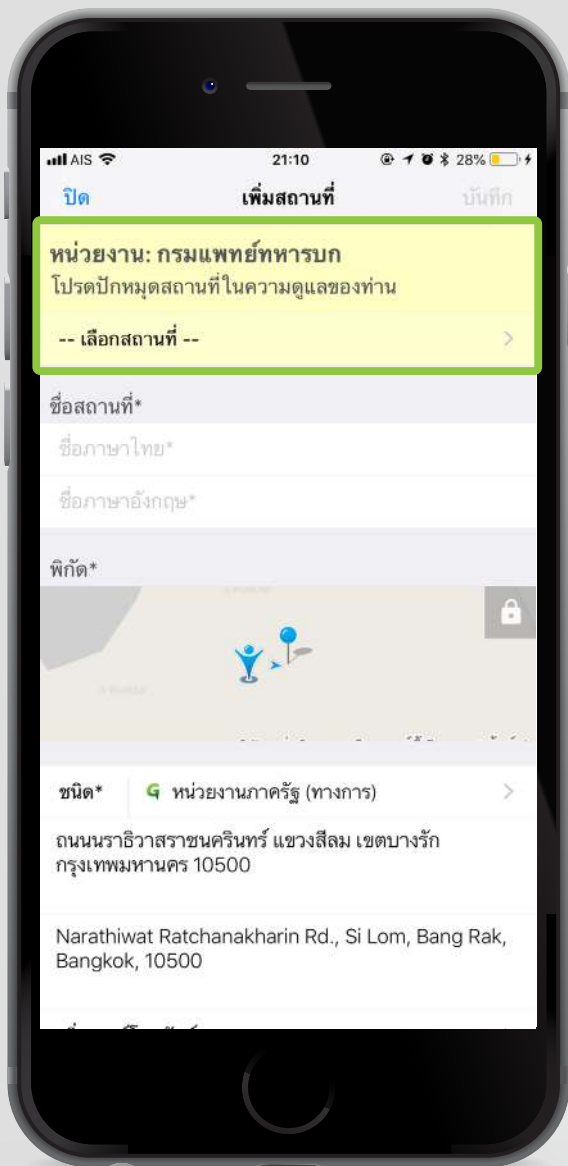 AIS 21:10 28%
ปิด เพิ่มสถานที่ บันทึก
หน่วยงาน: กรมแพทย์ทหารบก
โปรดปักหมุดสถานที่ในความดูแลของท่าน
-- เลือกสถานที่ --
ชื่อสถานที่*
ชื่อภาษาไทย*
ชื่อภาษาอังกฤษ*
พิกัด*
ชนิด* หน่วยงานภาครัฐ (ทางการ)
ถนนนราธิวาสราชนครินทร์ แขวงสีลม เขตบางรัก
กรุงเทพมหานคร 10500
Narathiwat Ratchanakharin Rd., Si Lom, Bang Rak,
Bangkok, 10500